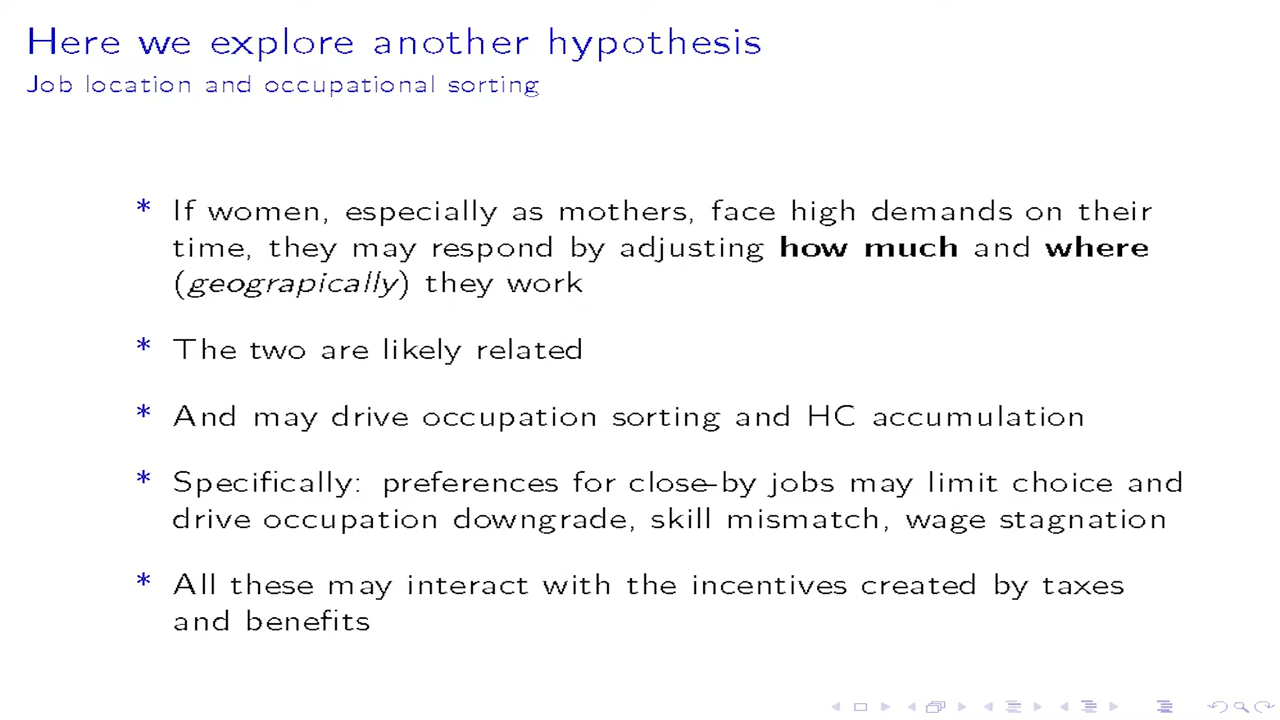 Here we explore another hypothesis
Job location and occupational sorting
* If women, especially as mothers, face high demands on their
time, they may respond by adjusting how much and where
(geograpically) they work
* The two are likely related
* And may drive occupation sorting and HC accumulation
* Specifically: preferences for close-by jobs may limit choice and
drive occupation downgrade, skill mismatch, wage stagnation
* All these may interact with the incentives created by taxes
and benefits